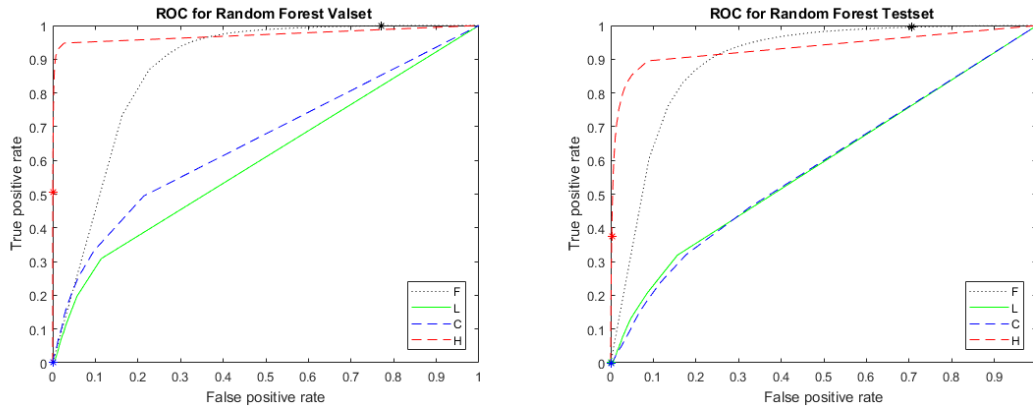 ROC for Random Forest Valset
1
0.9
0.8
0.7
0.6
0.5
0.4
0.3
0.2
0.1
0
True positive rate
F
L
C
H
0 0.1 0.2 0.3 0.4 0.5 0.6 0.7 0.8 0.9 1
False positive rate
ROC for Random Forest Testset
1
0.9
0.8
0.7
0.6
0.5
0.4
0.3
0.2
0.1
0
True positive rate
F
L
C
H
0 0.1 0.2 0.3 0.4 0.5 0.6 0.7 0.8 0.9
False positive rate